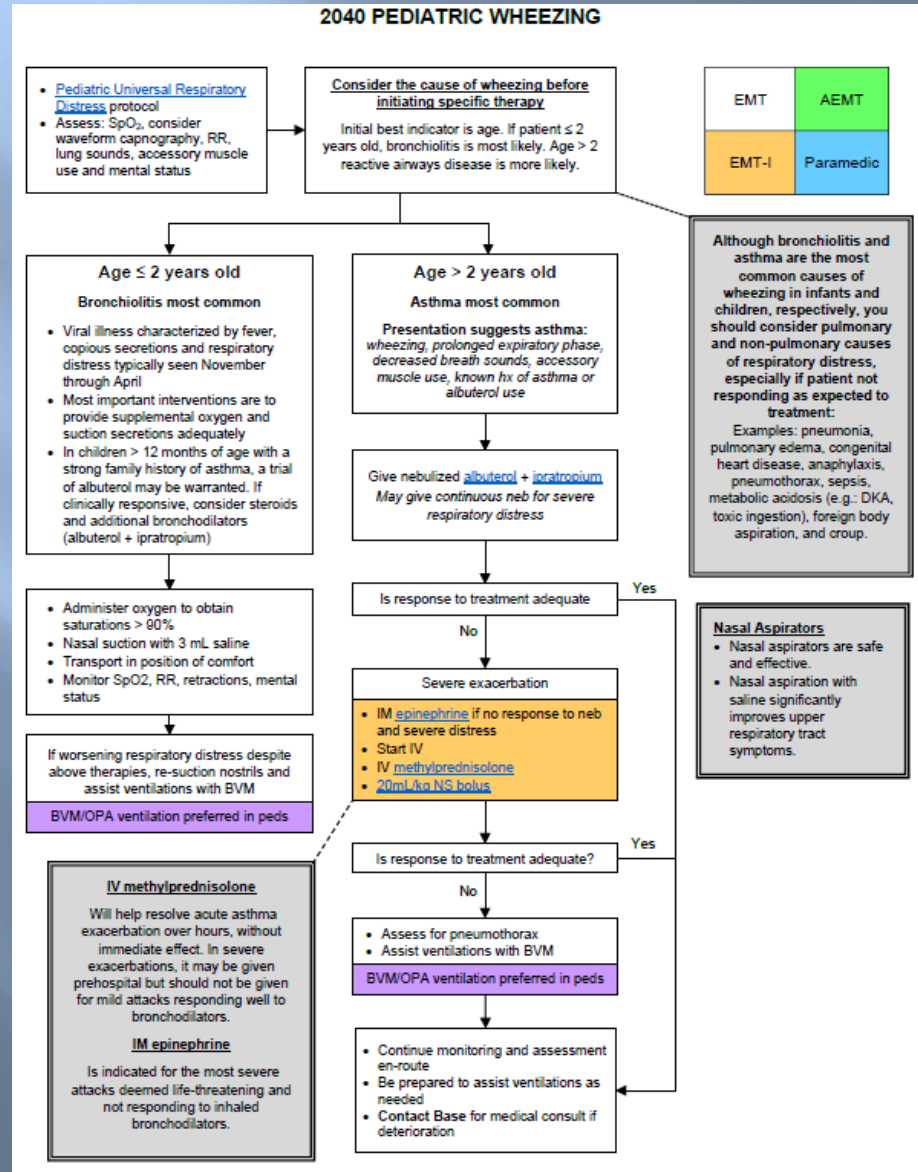 2040 PEDIATRIC WHEEZING
• Pediatric Universal Respiratory
Distress protocol
• Assess: SpO₂, consider
waveform capnography, RR,
lung sounds, accessory muscle
use and mental status
Consider the cause of wheezing before
initiating specific therapy
Initial best indicator is age. If patient ≤ 2
years old, bronchiolitis is most likely. Age > 2
reactive airways disease is more likely.
EMT
AEMT
EMT-I
Paramedic
Although bronchiolitis and
asthma are the most
common causes of
wheezing in infants and
children, respectively, you
should consider pulmonary
and non-pulmonary causes
of respiratory distress,
especially if patient not
responding as expected to
treatment:
Examples: pneumonia,
pulmonary edema, congenital
heart disease, anaphylaxis,
pneumothorax, sepsis,
metabolic acidosis (e.g.: DKA,
toxic ingestion), foreign body
aspiration, and croup.
Age ≤ 2 years old
Bronchiolitis most common
• Viral illness characterized by fever,
copious secretions and respiratory
distress typically seen November
through April
• Most important interventions are to
provide supplemental oxygen and
suction secretions adequately
• In children > 12 months of age with a
strong family history of asthma, a trial
of albuterol may be warranted. If
clinically responsive, consider steroids
and additional bronchodilators
(albuterol + ipratropium)
• Administer oxygen to obtain
saturations > 90%
• Nasal suction with 3 mL saline
• Transport in position of comfort
• Monitor SpO2, RR, retractions, mental
status
If worsening respiratory distress despite
above therapies, re-suction nostrils and
assist ventilations with BVM
BVM/OPA ventilation preferred in peds
Age > 2 years old
Asthma most common
Presentation suggests asthma:
wheezing, prolonged expiratory phase,
decreased breath sounds, accessory
muscle use, known hx of asthma or
albuterol use
Give nebulized albuterol + ipratropium
May give continuous neb for severe
respiratory distress
Is response to treatment adequate
Yes
No
Severe exacerbation
• IM epinephrine if no response to neb
and severe distress
• Start IV
• IV methylprednisolone
• 20mL/kg NS bolus
Is response to treatment adequate?
Yes
No
• Assess for pneumothorax
• Assist ventilations with BVM
BVM/OPA ventilation preferred in peds
• Continue monitoring and assessment
en-route
• Be prepared to assist ventilations as
needed
• Contact Base for medical consult if
deterioration
Nasal Aspirators
• Nasal aspirators are safe
and effective.
• Nasal aspiration with
saline significantly
improves upper
respiratory tract
symptoms.
IV methylprednisolone
Will help resolve acute asthma
exacerbation over hours, without
immediate effect. In severe
exacerbations, it may be given
prehospital but should not be given
for mild attacks responding well to
bronchodilators.
IM epinephrine
Is indicated for the most severe
attacks deemed life-threatening and
not responding to inhaled
bronchodilators.